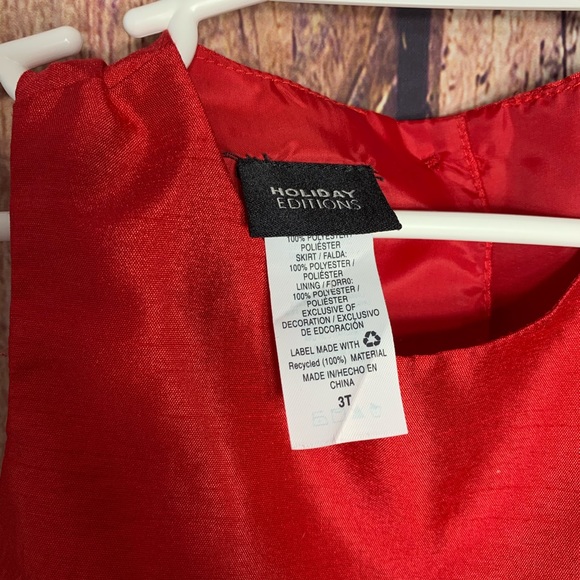 HOLIDAY
EDITIONS
100% POLYESTER /
POLIÉSTER
SKIRT / FALDA:
100% POLYESTER /
POLIÉSTER
LINING / FORRO:
100% POLYESTER /
POLIÉSTER
EXCLUSIVE OF
DECORATION / EXCLUSIVO
DE EDCORACIÓN
LABEL MADE WITH
Recycled (100%) MATERIAL
MADE IN/HECHO EN
CHINA
3T